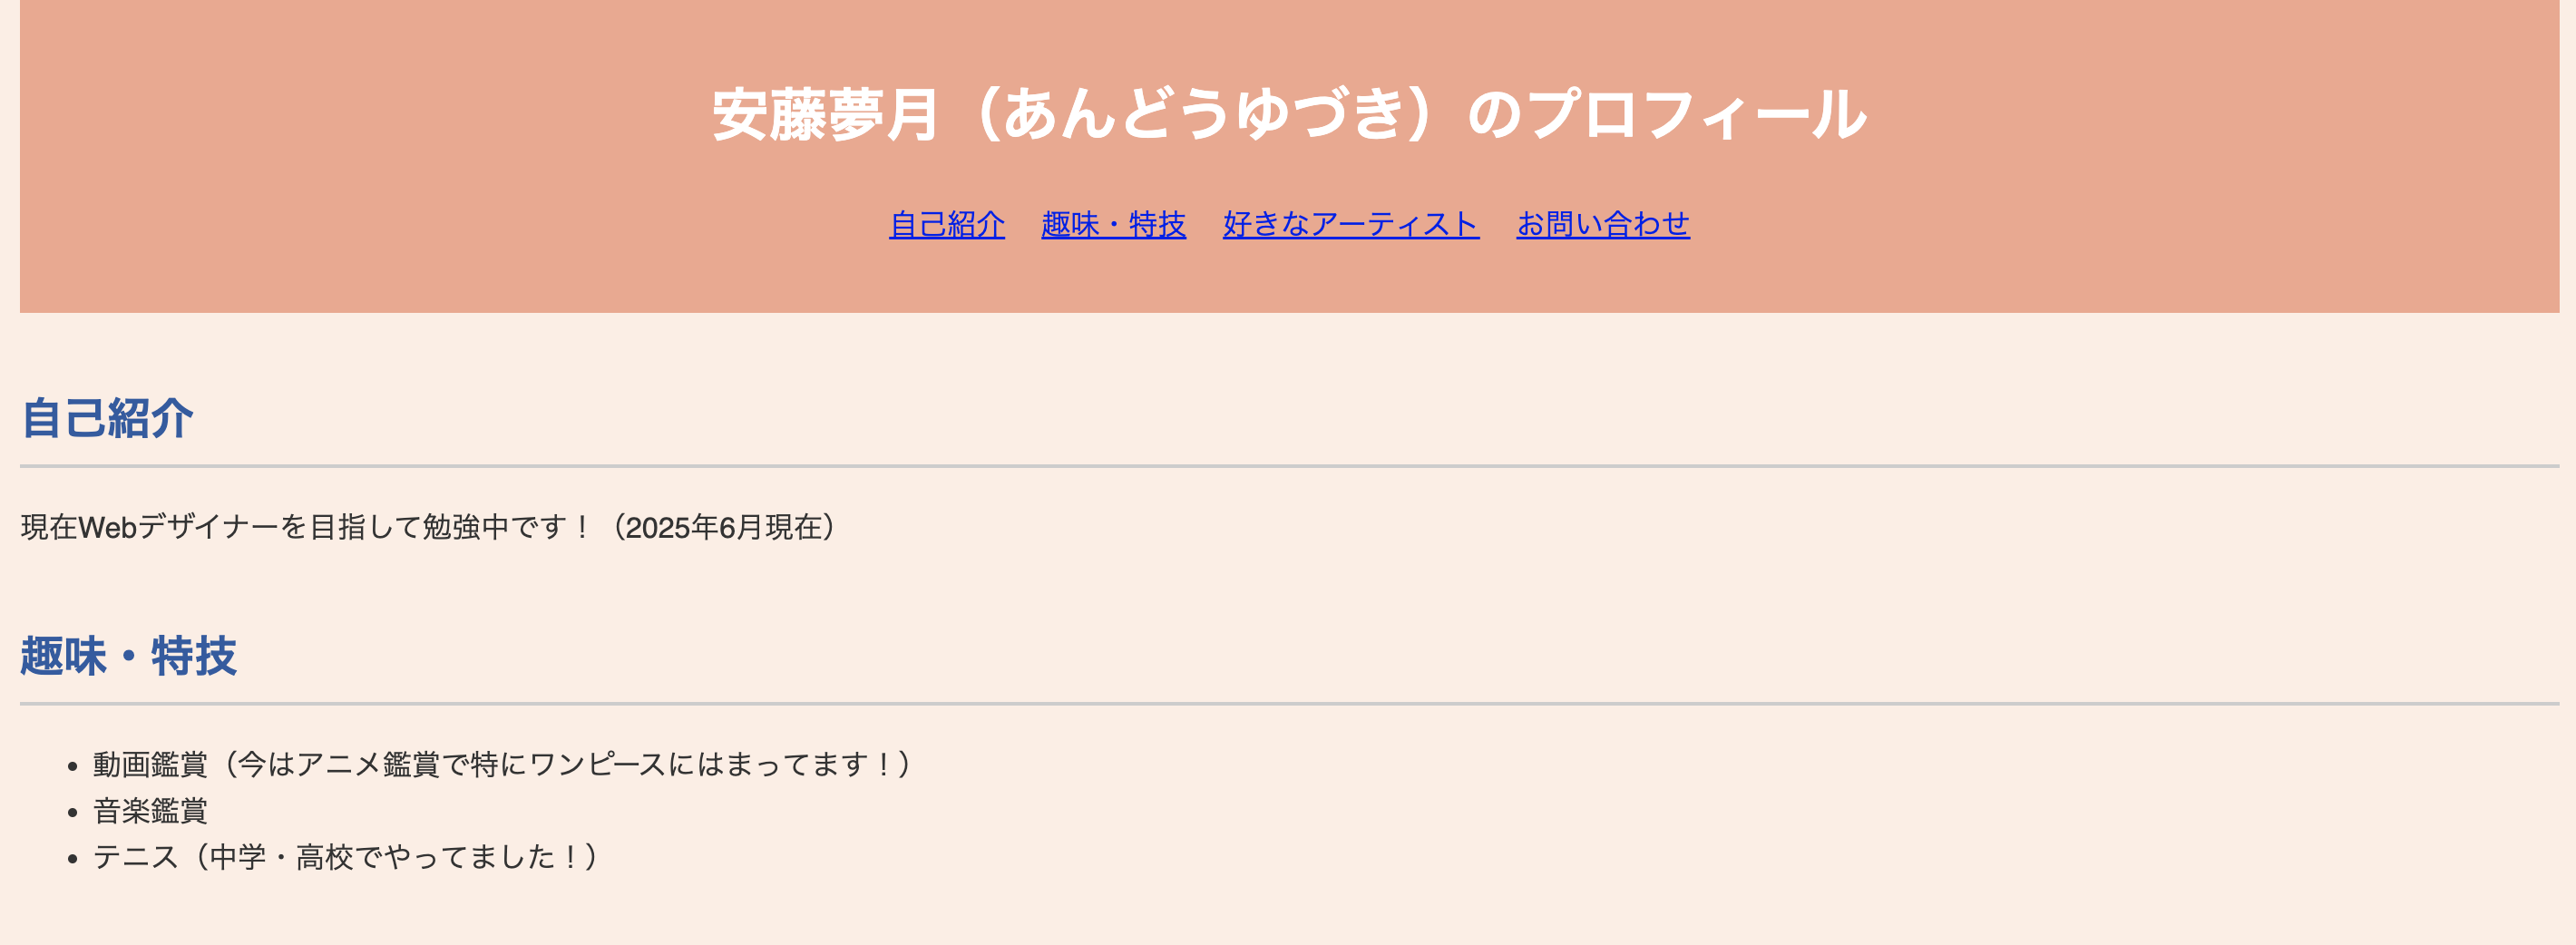 安藤夢月（あんどうゆづき）のプロフィール
自己紹介 趣味・特技 好きなアーティスト お問い合わせ
自己紹介
現在Webデザイナーを目指して勉強中です！（2025年6月現在）
趣味・特技
• 動画鑑賞（今はアニメ鑑賞で特にワンピースにはまってます！）
• 音楽鑑賞
• テニス（中学・高校でやってました！）